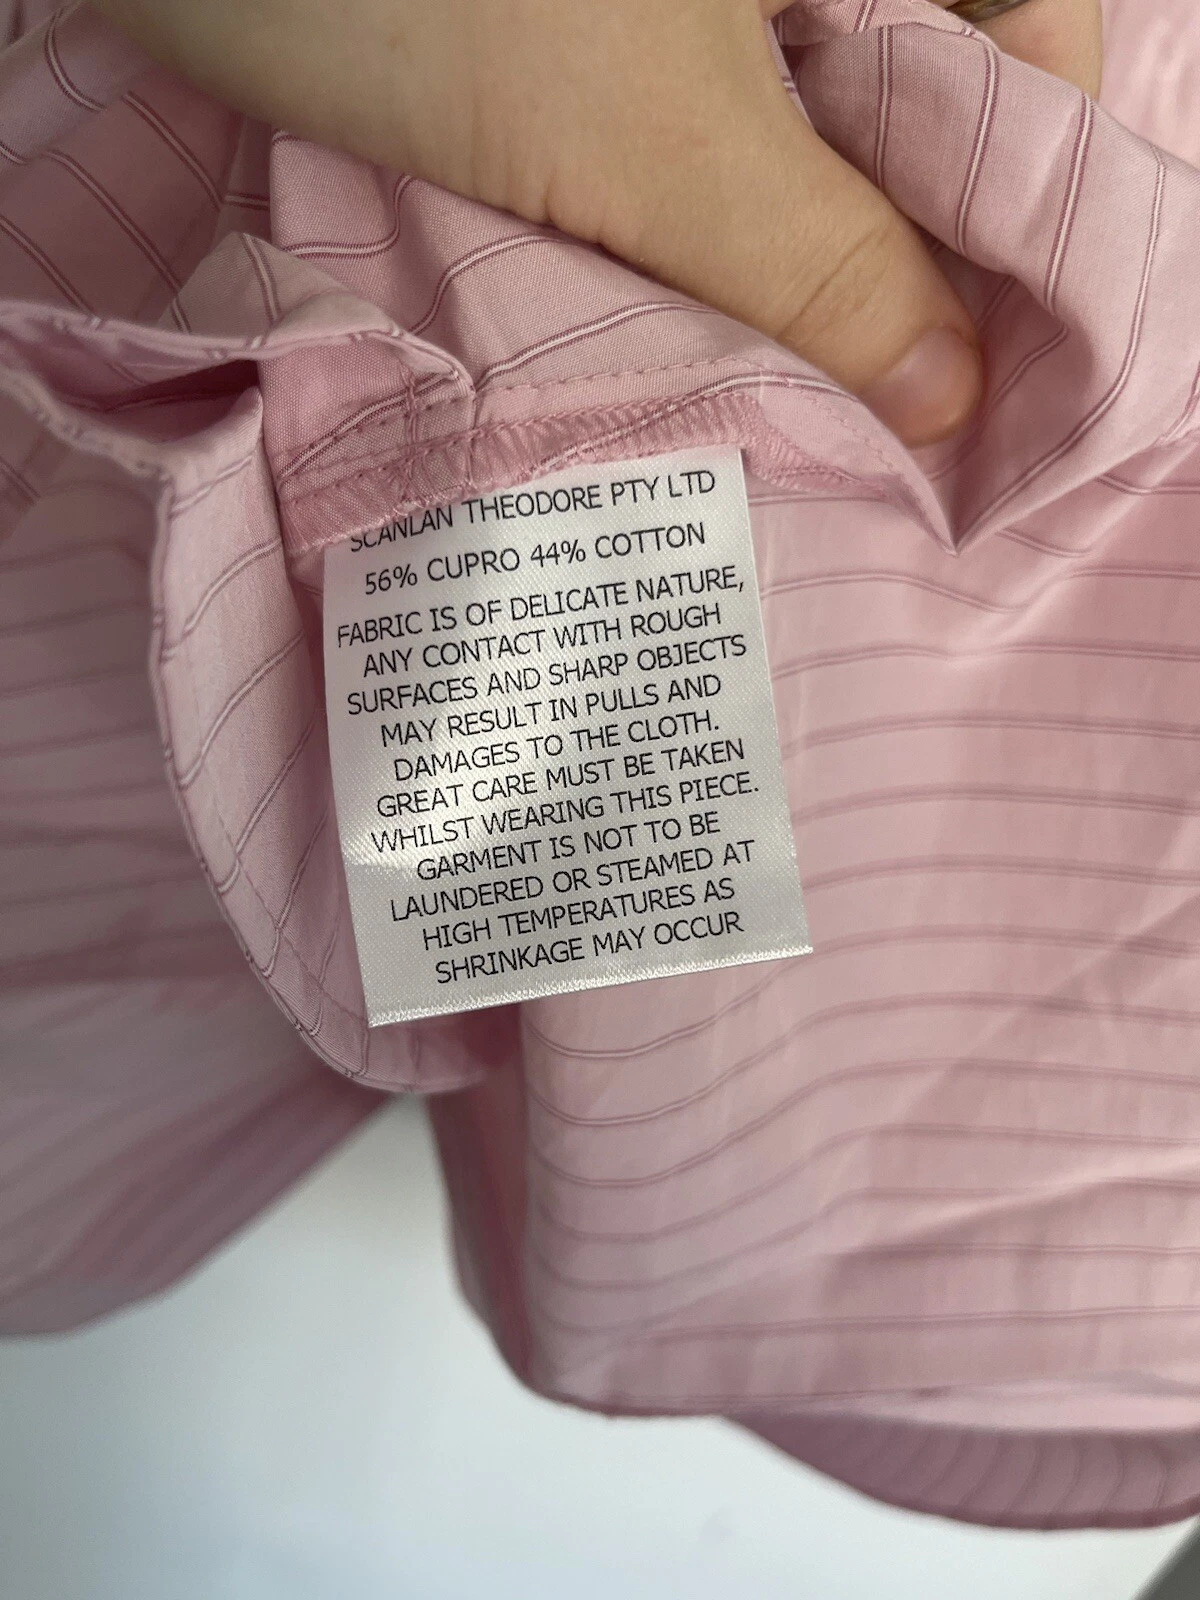 SCANLAN THEODORE PTY LTD
56% CUPRO 44% COTTON
FABRIC IS OF DELICATE NATURE,
ANY CONTACT WITH ROUGH
SURFACES AND SHARP OBJECTS
MAY RESULT IN PULLS AND
DAMAGES TO THE CLOTH.
GREAT CARE MUST BE TAKEN
WHILST WEARING THIS PIECE.
GARMENT IS NOT TO BE
LAUNDERED OR STEAMED AT
HIGH TEMPERATURES AS
SHRINKAGE MAY OCCUR